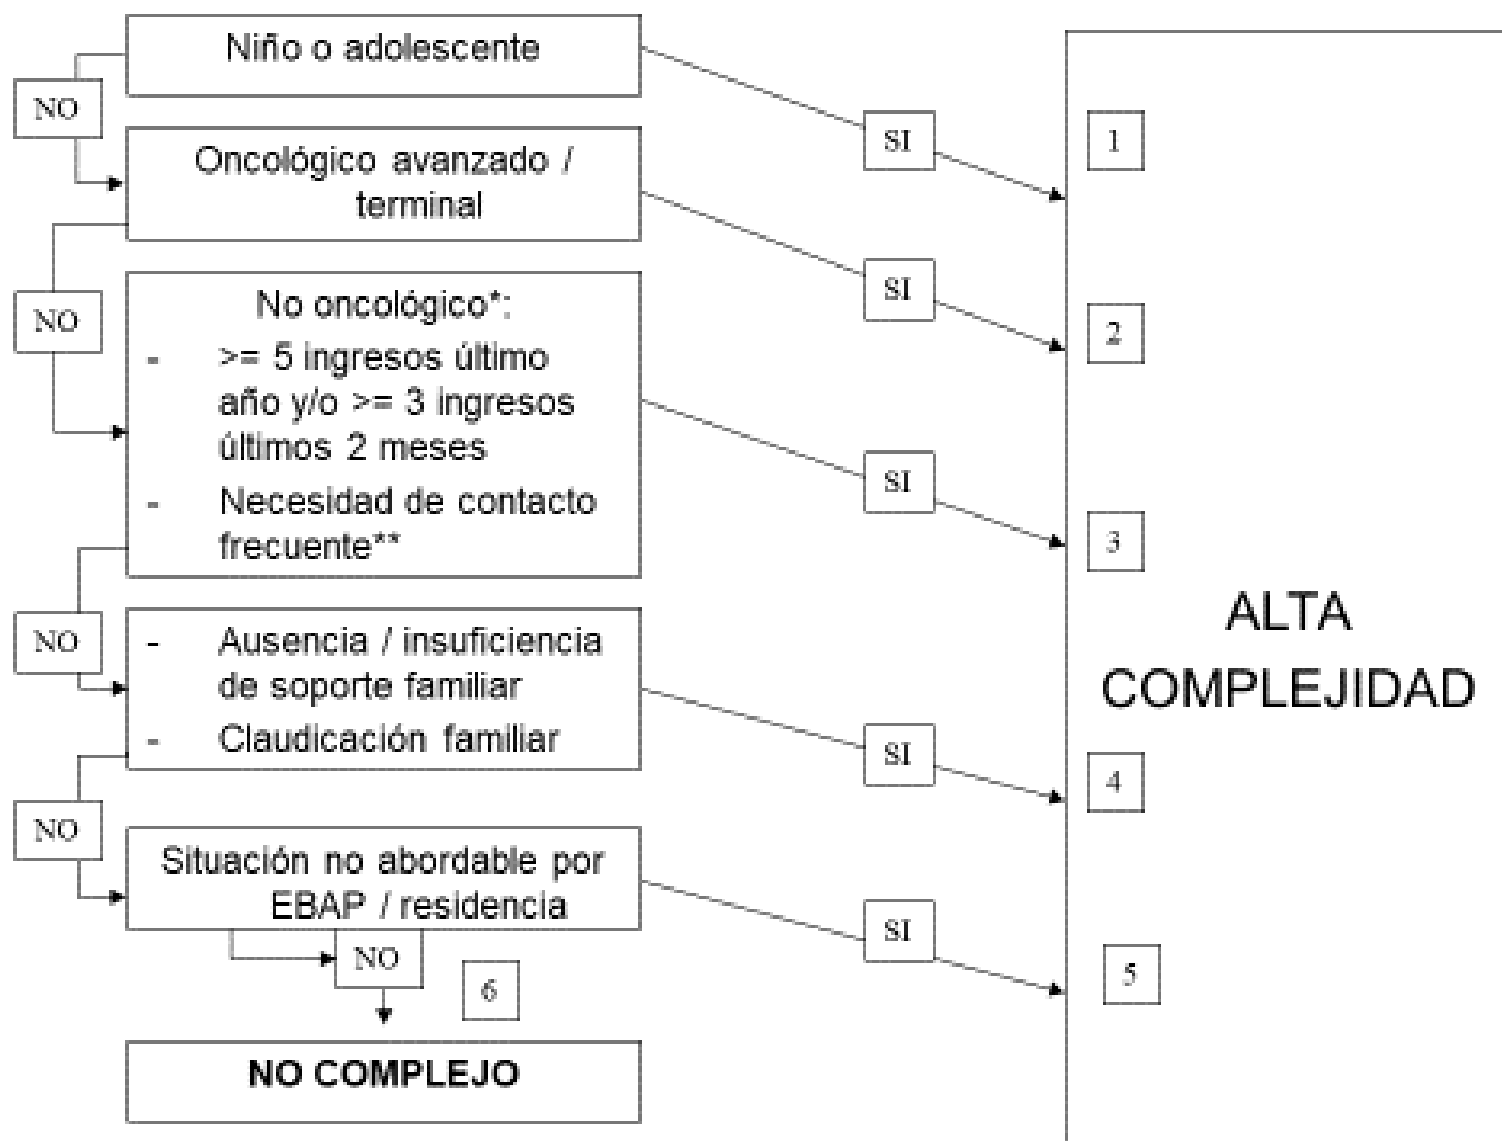 Niño o adolescente
NO
SI
1
Oncológico avanzado /
terminal
NO
SI
2
No oncológico*:
- >= 5 ingresos último
año y/o >= 3 ingresos
últimos 2 meses
- Necesidad de contacto
frecuente**
SI
3
NO
- Ausencia / insuficiencia
de soporte familiar
- Claudicación familiar
SI
4
NO
Situación no abordable por
EBAP / residencia
SI
5
NO
6
NO COMPLEJO
ALTA
COMPLEJIDAD